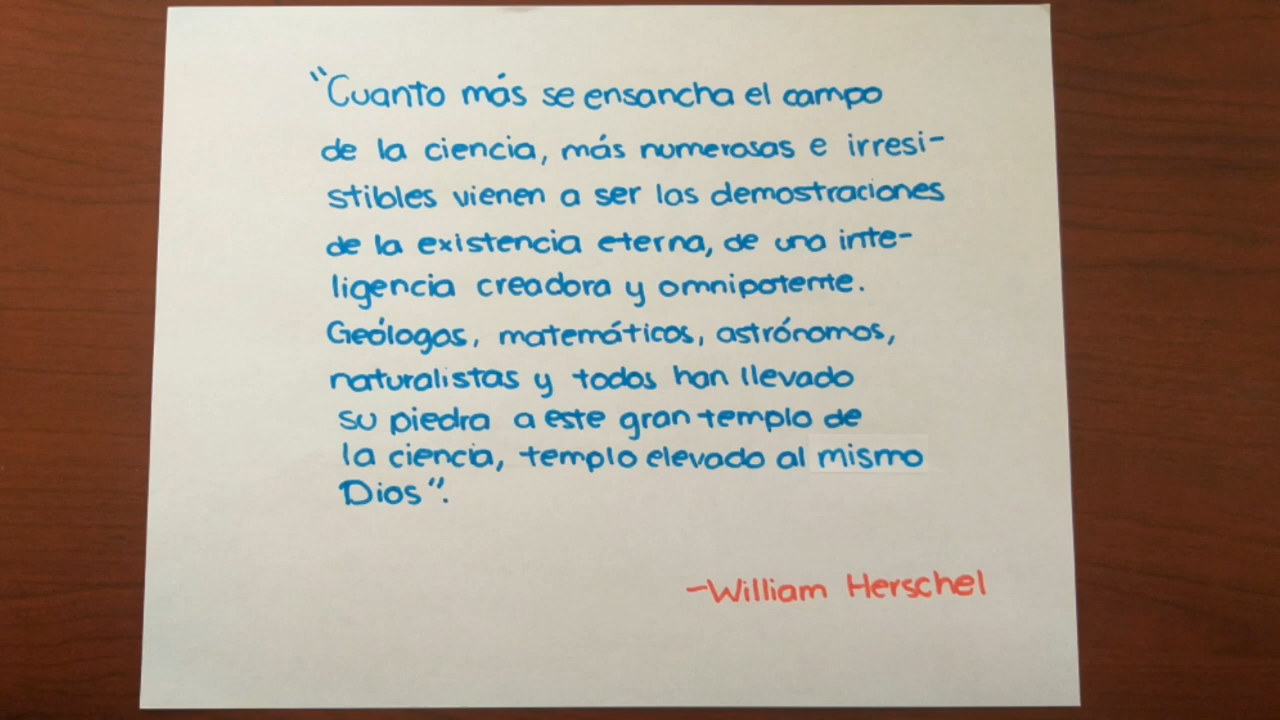 “Cuanto más se ensancha el campo
de la ciencia, más numerosas e irresi-
stibles vienen a ser las demostraciones
de la existencia eterna, de una inte-
ligencia creadora y omnipotente.
Geólogos, matemáticos, astrónomos,
naturalistas y todos han llevado
su piedra a este gran templo de
la ciencia, templo elevado al mismo
Dios”.
-William Herschel